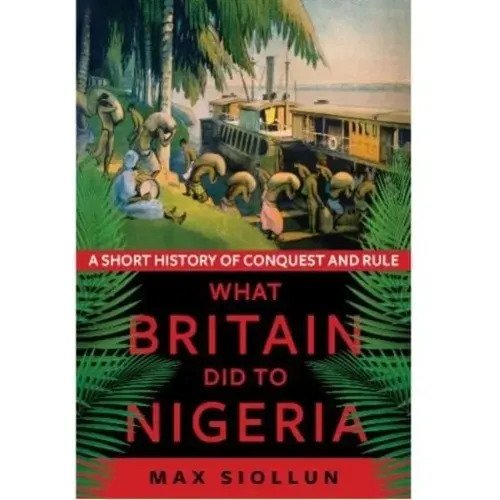 A SHORT HISTORY OF CONQUEST AND RULE
WHAT
BRITAIN
DID TO
NIGERIA
MAX SIOLLUN